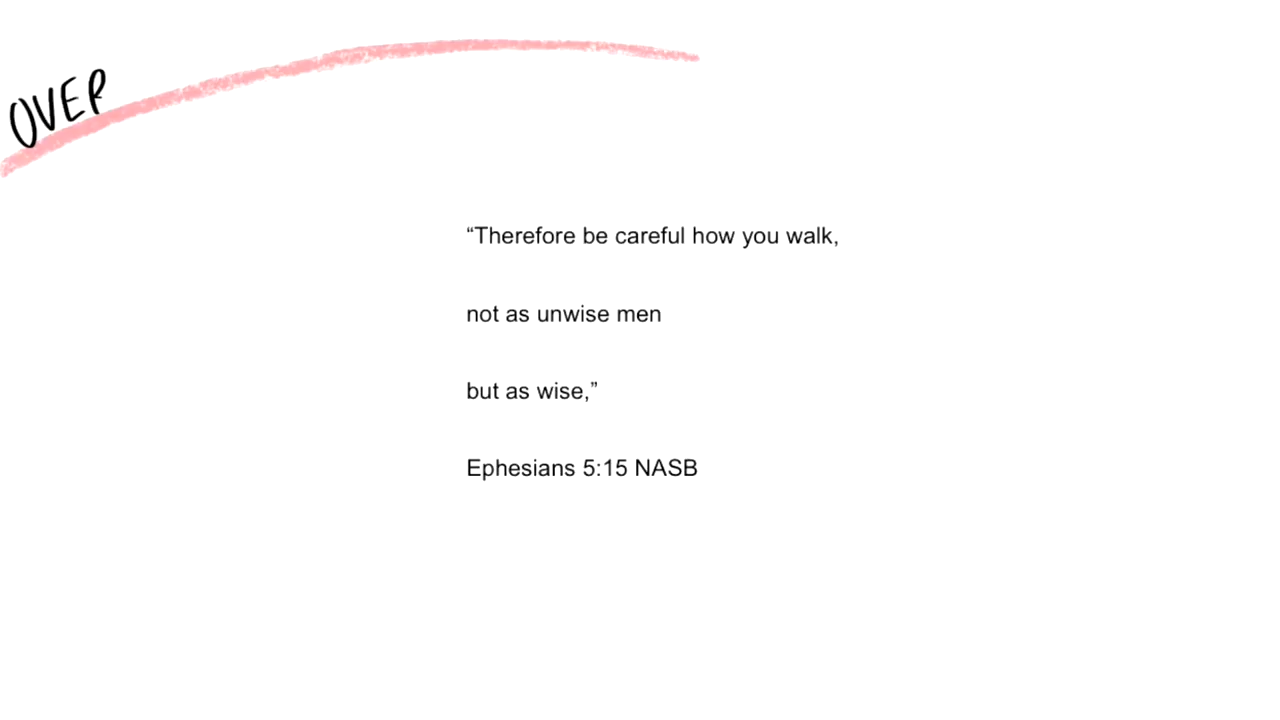 OVER
“Therefore be careful how you walk,
not as unwise men
but as wise,”
Ephesians 5:15 NASB